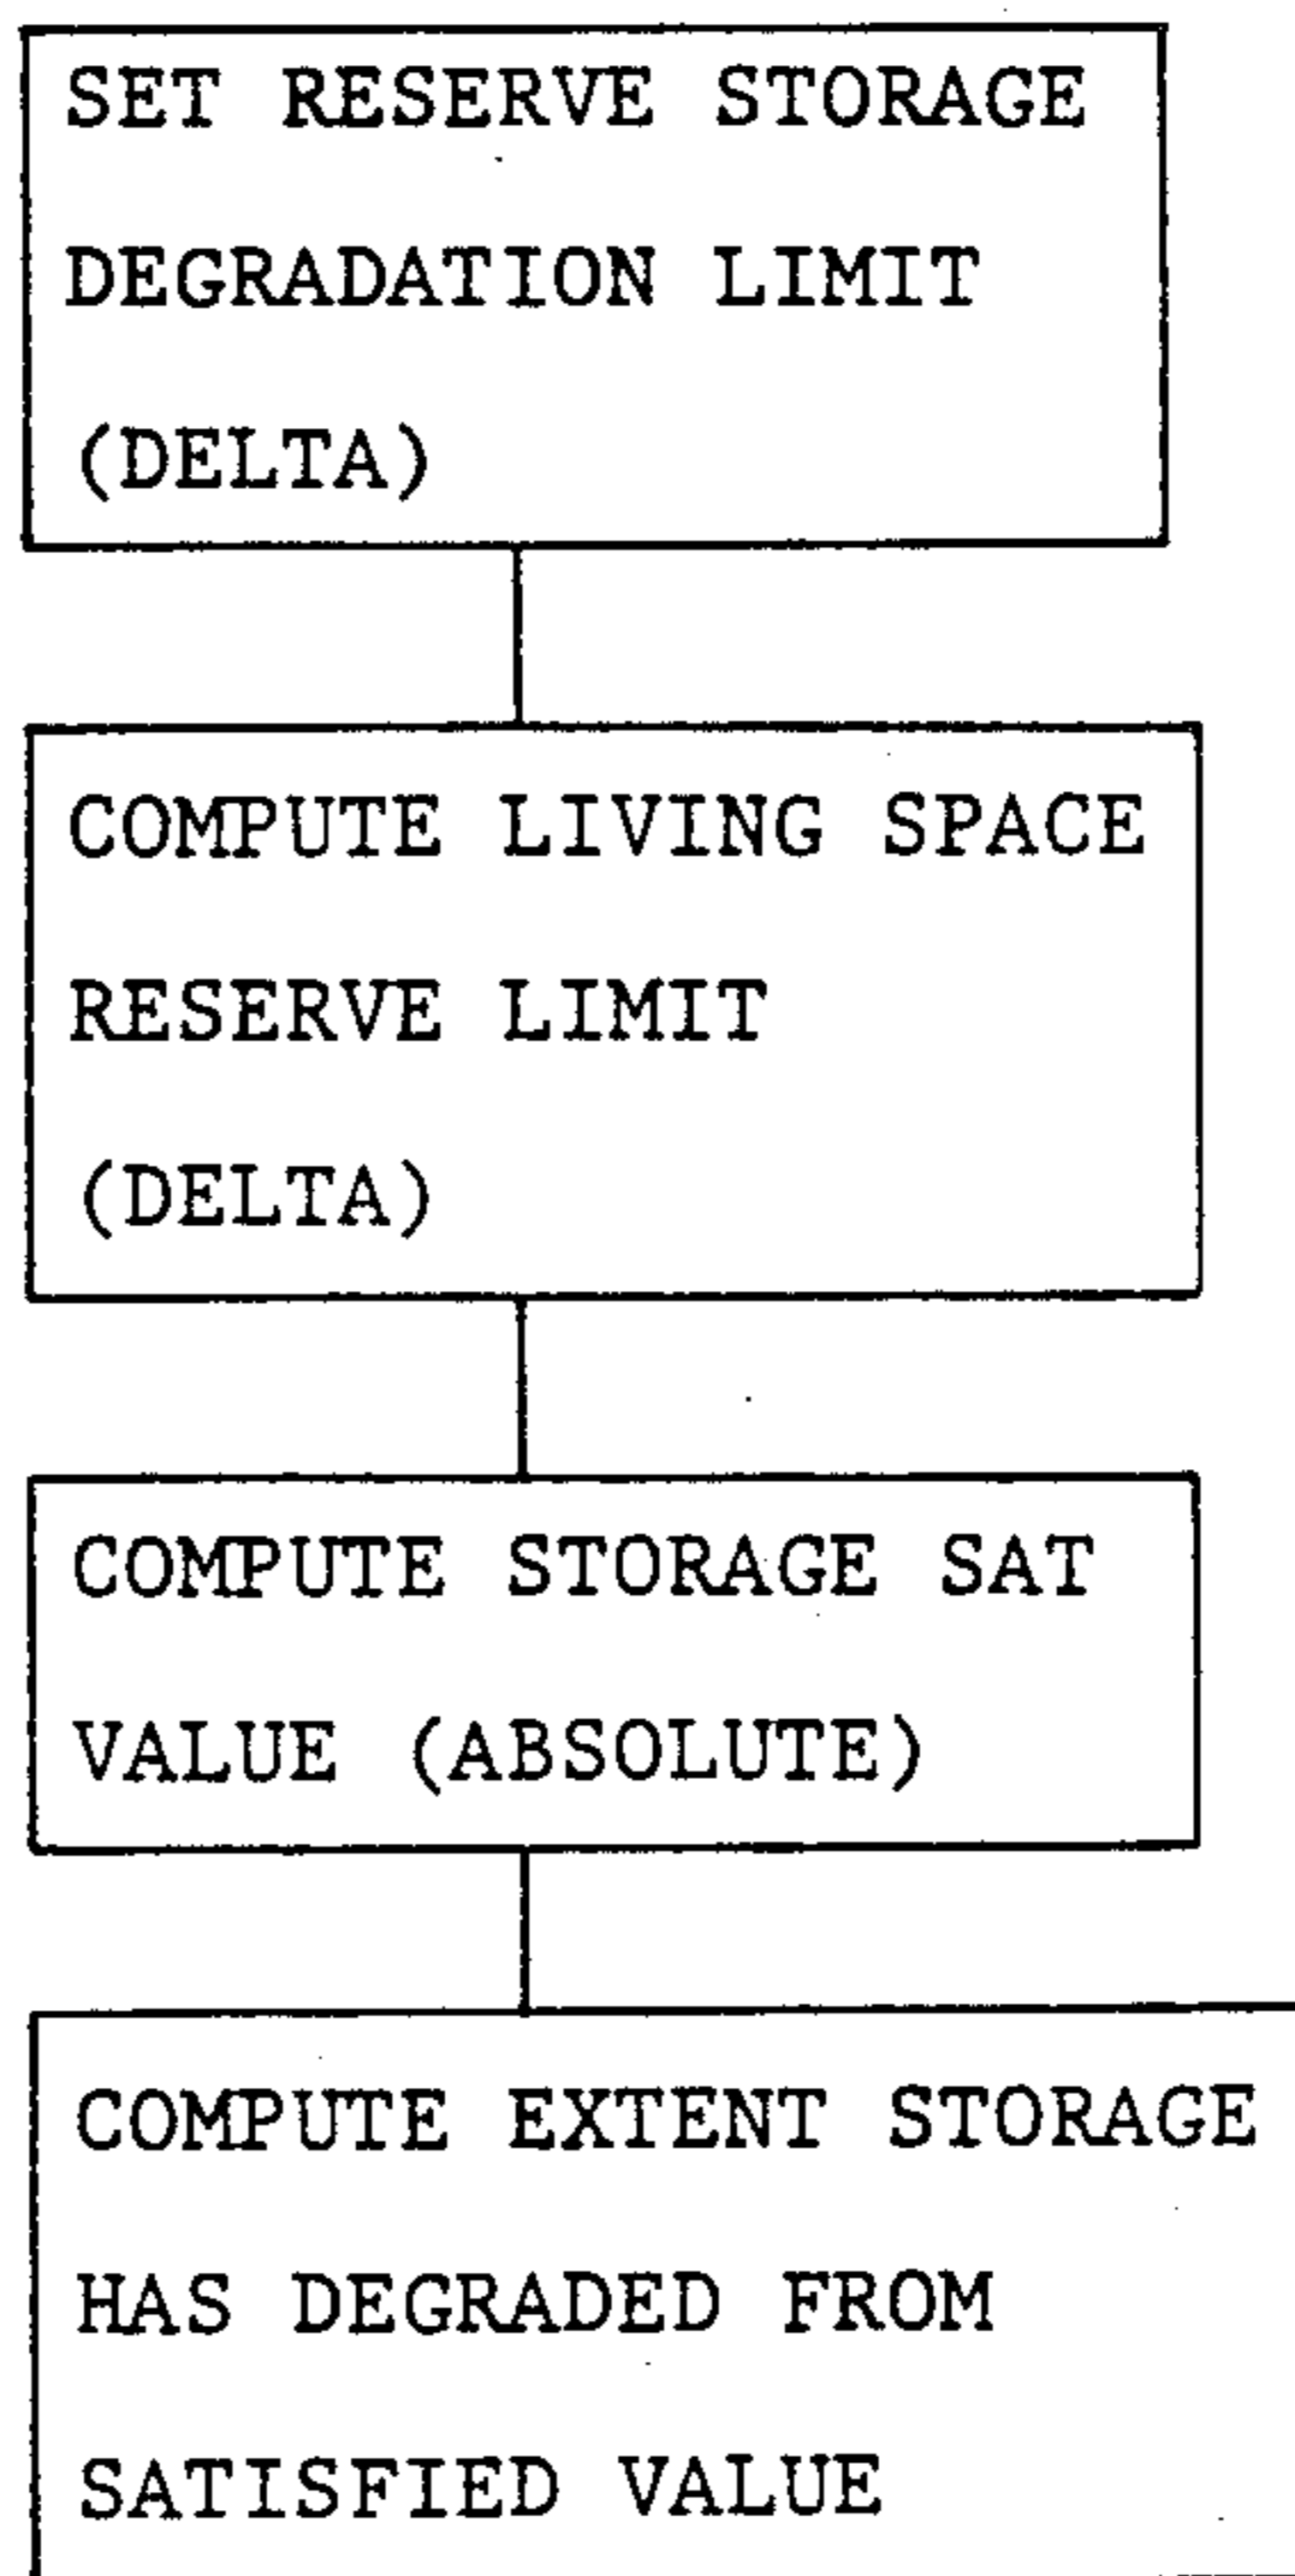 SET RESERVE STORAGE
DEGRADATION LIMIT
(DELTA)
COMPUTE LIVING SPACE
RESERVE LIMIT
(DELTA)
COMPUTE STORAGE SAT
VALUE (ABSOLUTE)
COMPUTE EXTENT STORAGE
HAS DEGRADED FROM
SATISFIED VALUE